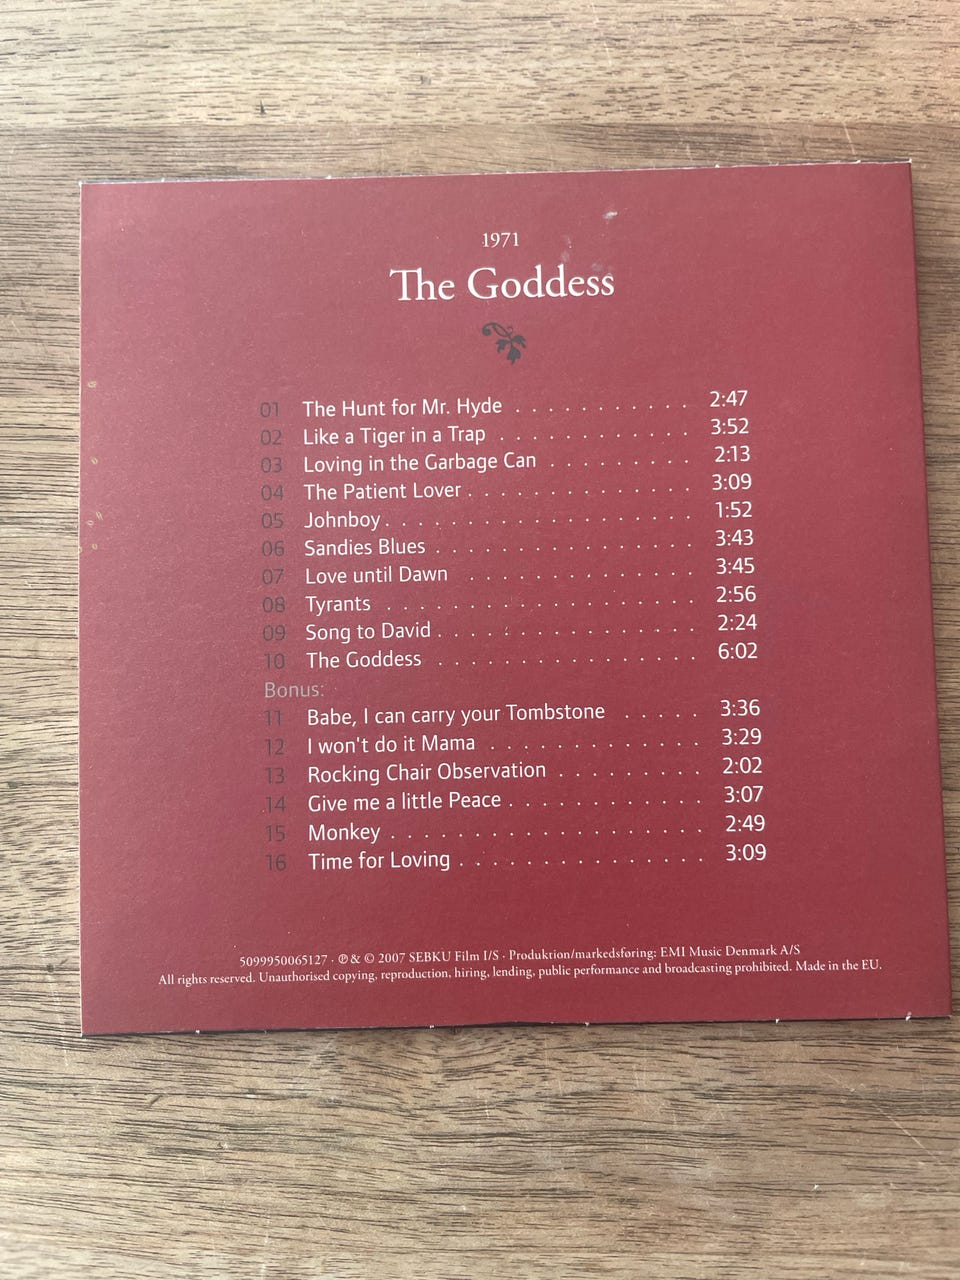 1971
The Goddess
01 The Hunt for Mr. Hyde . . . . . . . . . . . 2:47
02 Like a Tiger in a Trap . . . . . . . . . . . . 3:52
03 Loving in the Garbage Can . . . . . . . . . 2:13
04 The Patient Lover . . . . . . . . . . . . . . 3:09
05 Johnboy . . . . . . . . . . . . . . . . . . . 1:52
06 Sandies Blues . . . . . . . . . . . . . . . . 3:43
07 Love until Dawn . . . . . . . . . . . . . . 3:45
08 Tyrants . . . . . . . . . . . . . . . . . . . 2:56
09 Song to David . . . . . . . . . . . . . . . . 2:24
10 The Goddess . . . . . . . . . . . . . . . . 6:02
Bonus:
11 Babe, I can carry your Tombstone . . . . . 3:36
12 I won't do it Mama . . . . . . . . . . . . . 3:29
13 Rocking Chair Observation . . . . . . . . . 2:02
14 Give me a little Peace . . . . . . . . . . . . 3:07
15 Monkey . . . . . . . . . . . . . . . . . . . 2:49
16 Time for Loving . . . . . . . . . . . . . . . 3:09
5099950065127 · ℗ & © 2007 SEBKU Film I/S · Produktion/markedsføring: EMI Music Denmark A/S
All rights reserved. Unauthorised copying, reproduction, hiring, lending, public performance and broadcasting prohibited. Made in the EU.